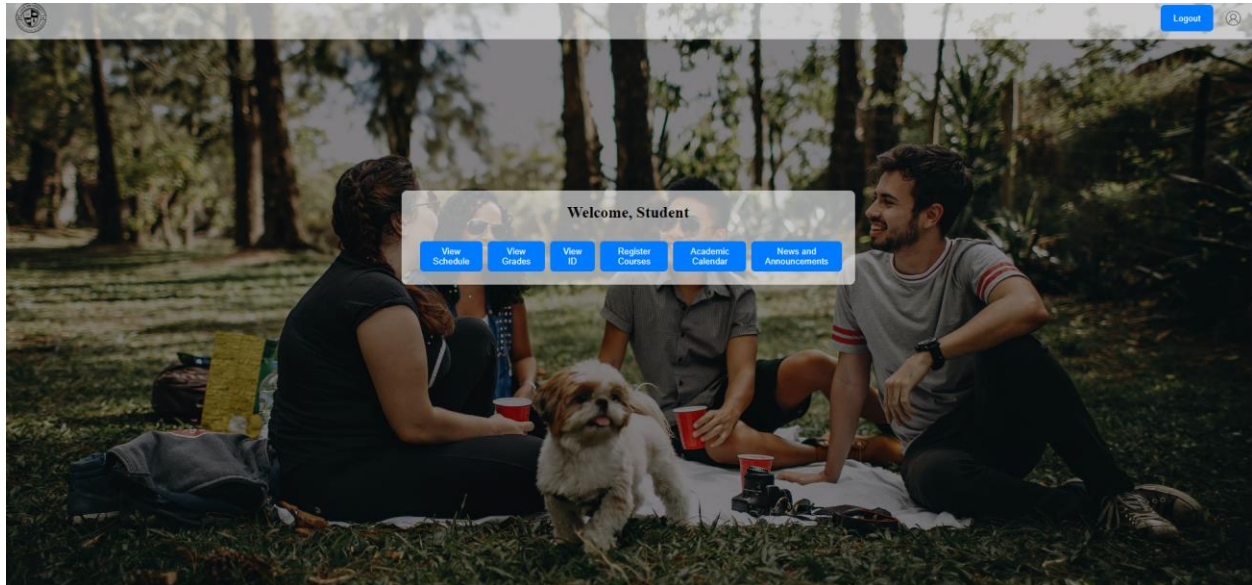 Logout
Welcome, Student
View
Schedule
View
Grades
View
ID
Register
Courses
Academic
Calendar
News and
Announcements